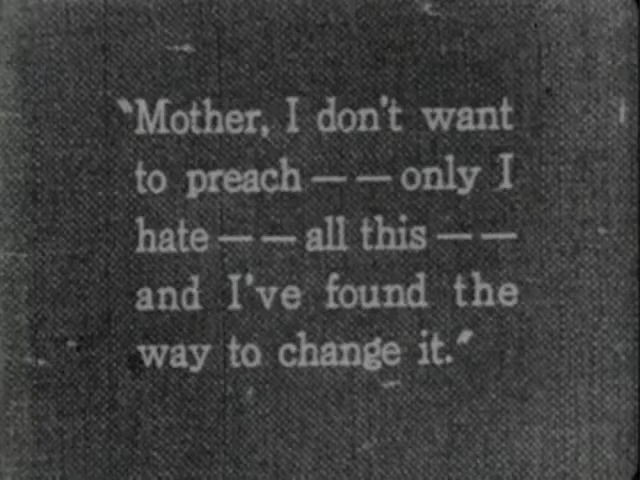 "Mother, I don't want
to preach — — only I
hate — — all this — —
and I've found the
way to change it."